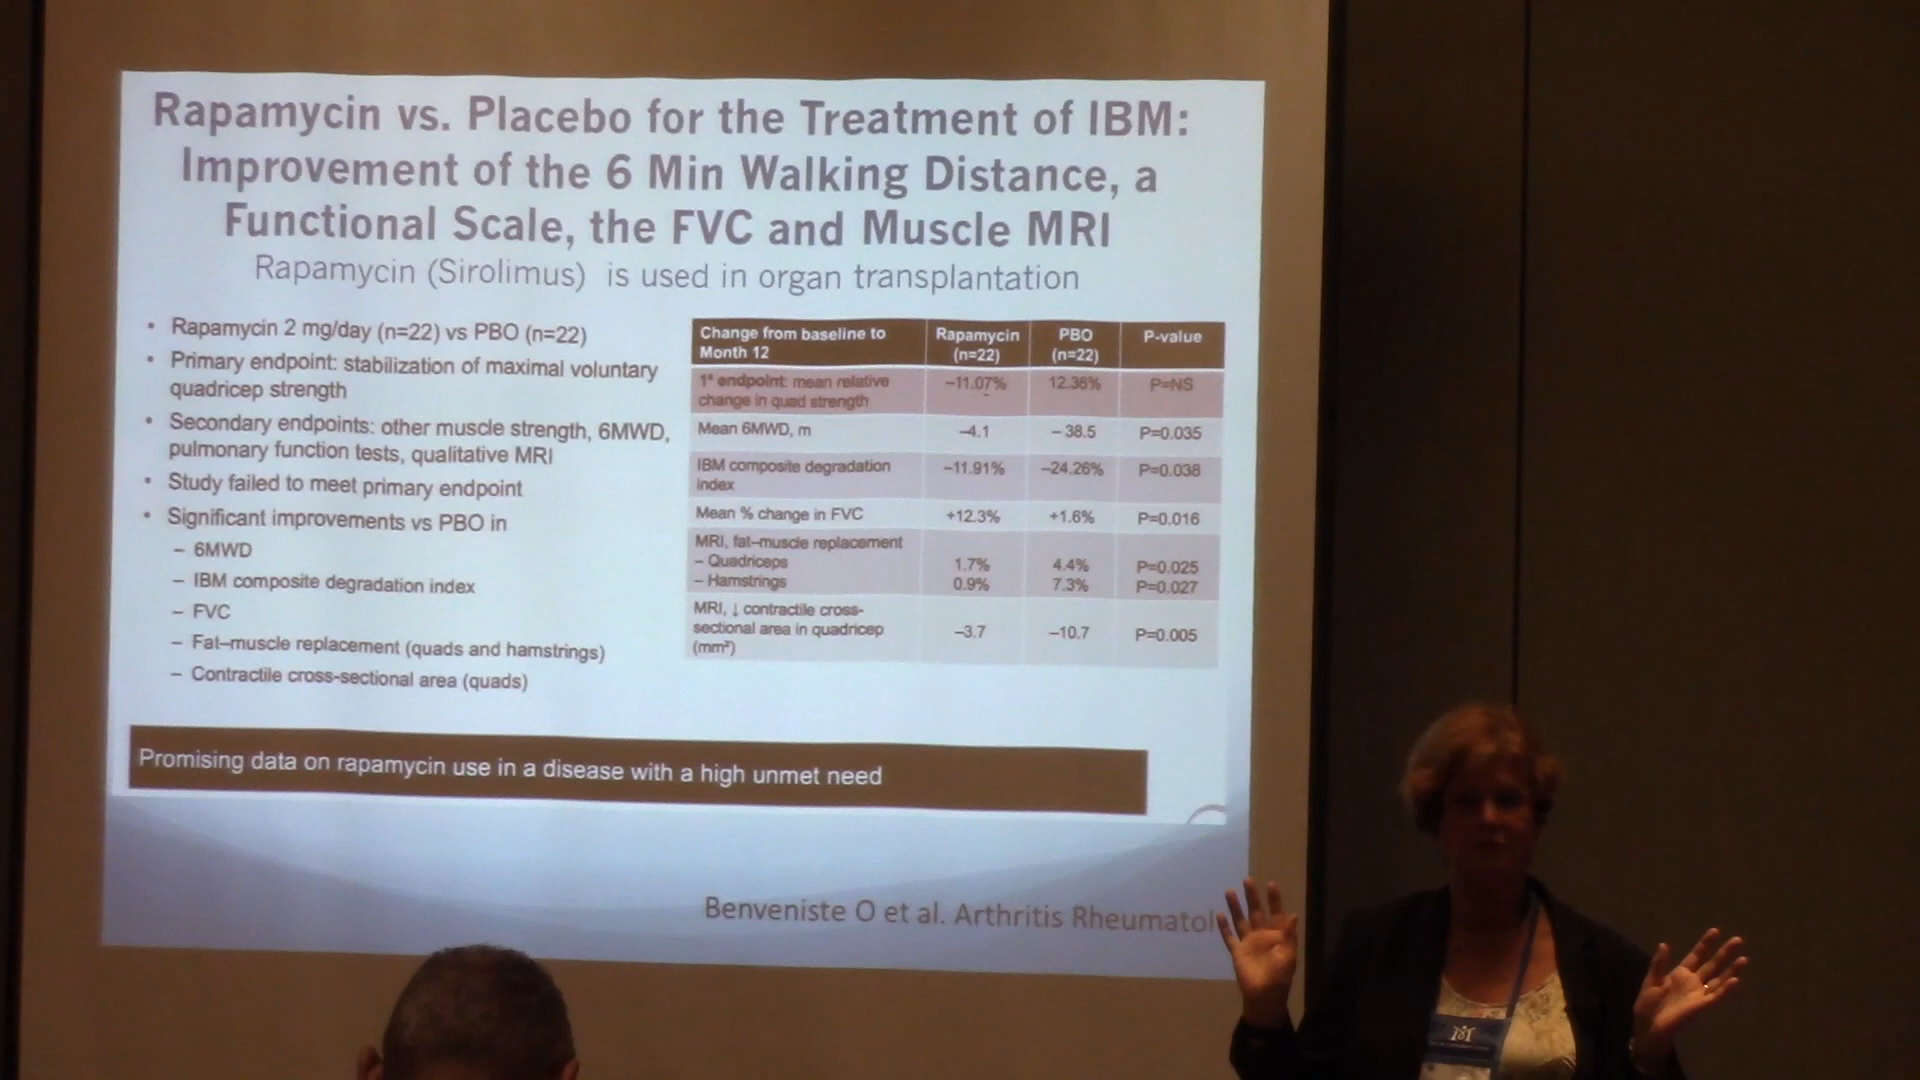 Rapamycin vs. Placebo for the Treatment of IBM:
Improvement of the 6 Min Walking Distance, a
Functional Scale, the FVC and Muscle MRI
Rapamycin (Sirolimus) is used in organ transplantation
• Rapamycin 2 mg/day (n=22) vs PBO (n=22)
• Primary endpoint: stabilization of maximal voluntary
quadricep strength
• Secondary endpoints: other muscle strength, 6MWD,
pulmonary function tests, qualitative MRI
• Study failed to meet primary endpoint
• Significant improvements vs PBO in
– 6MWD
– IBM composite degradation index
– FVC
– Fat–muscle replacement (quads and hamstrings)
– Contractile cross-sectional area (quads)
Change from baseline to Month 12 Rapamycin (n=22) PBO (n=22) P-value
1° endpoint: mean relative change in quad strength –11.07% 12.36% P=NS
Mean 6MWD, m –4.1 – 38.5 P=0.035
IBM composite degradation index –11.91% –24.26% P=0.038
Mean % change in FVC +12.3% +1.6% P=0.016
MRI, fat–muscle replacement
– Quadriceps 1.7% 4.4% P=0.025
– Hamstrings 0.9% 7.3% P=0.027
MRI, ↓ contractile cross-sectional area in quadricep (mm²) –3.7 –10.7 P=0.005
Promising data on rapamycin use in a disease with a high unmet need
Benveniste O et al. Arthritis Rheumatol